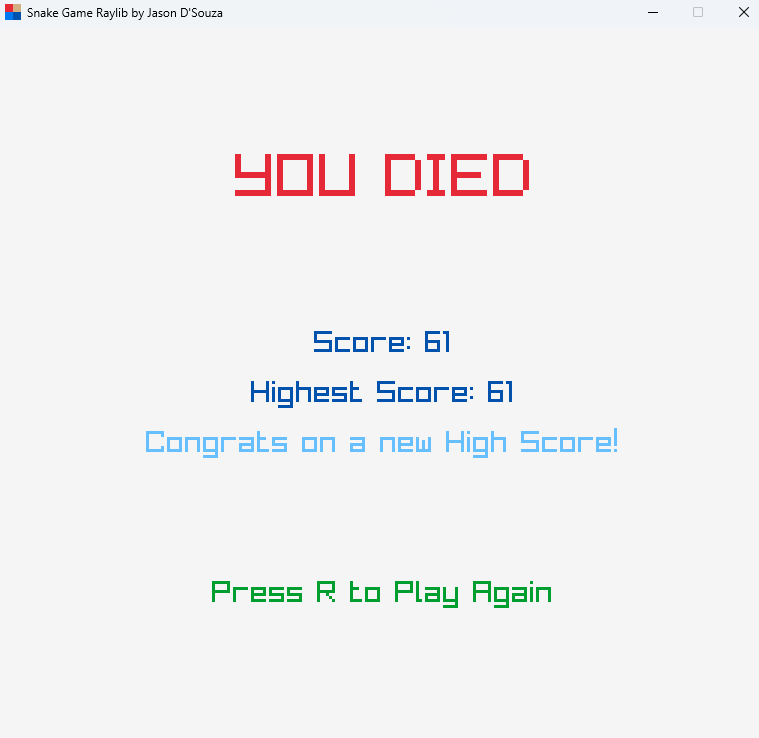 Snake Game Raylib by Jason D'Souza
YOU DIED
Score: 61
Highest Score: 61
Congrats on a new High Score!
Press R to Play Again